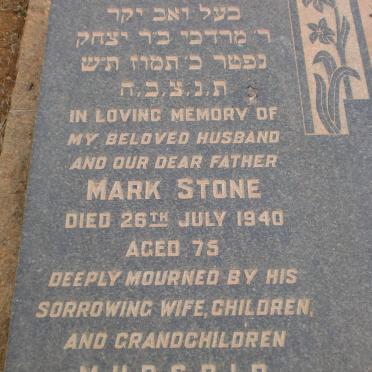 בעל ואב יקר
ר׳ מרדכי ב״ר יצחק
נפטר כ׳תמוז ת״ש
ת,נ,צ,ב,ה
IN LOVING MEMORY OF
MY BELOVED HUSBAND
AND OUR DEAR FATHER
MARK STONE
DIED 26TH JULY 1940
AGED 75
DEEPLY MOURNED BY HIS
SORROWING WIFE, CHILDREN,
AND GRANDCHILDREN
M.H.D.S.R.I.P.